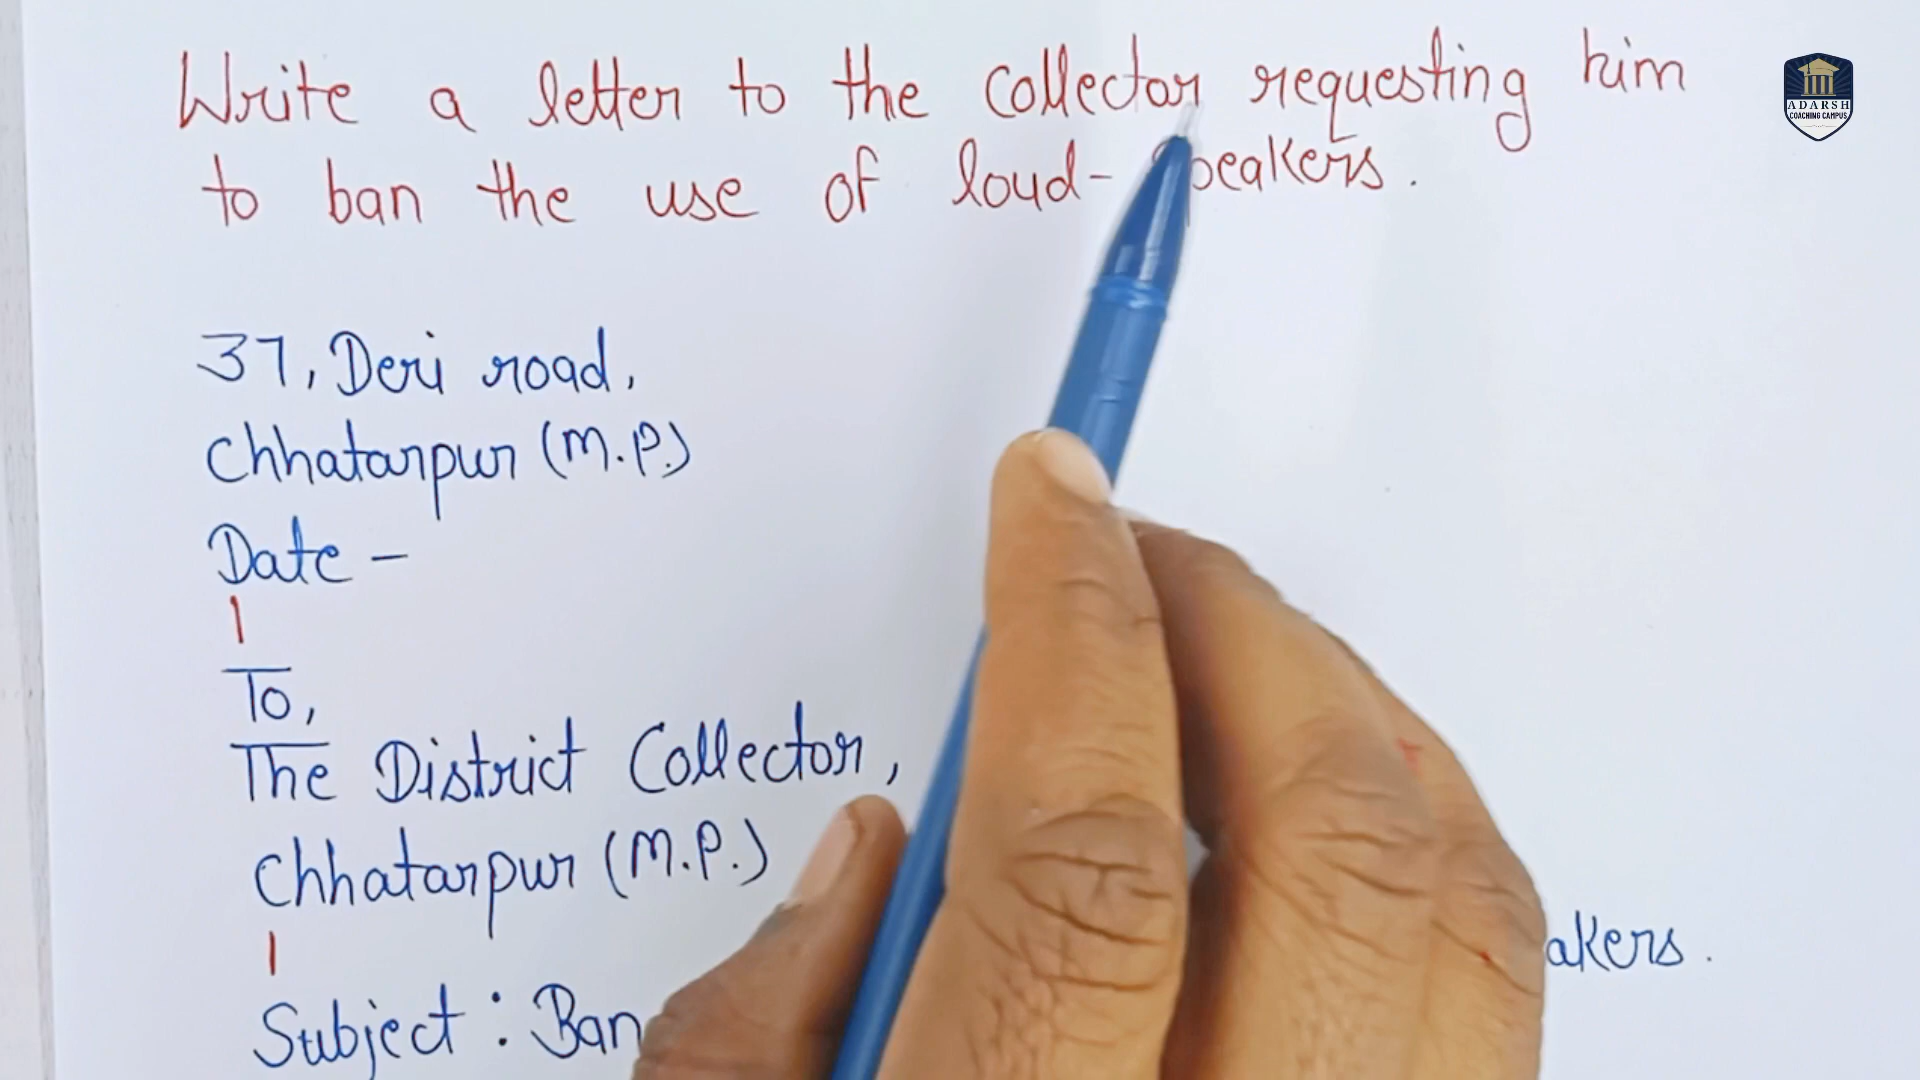 Write a letter to the collector requesting him
to ban the use of loud- speakers.
37, Deri road,
Chhatarpur (M.P.)
Date -
To,
The District Collector,
Chhatarpur (M.P.)
Subject : Ban
ADARSH
COACHING CAMPUS